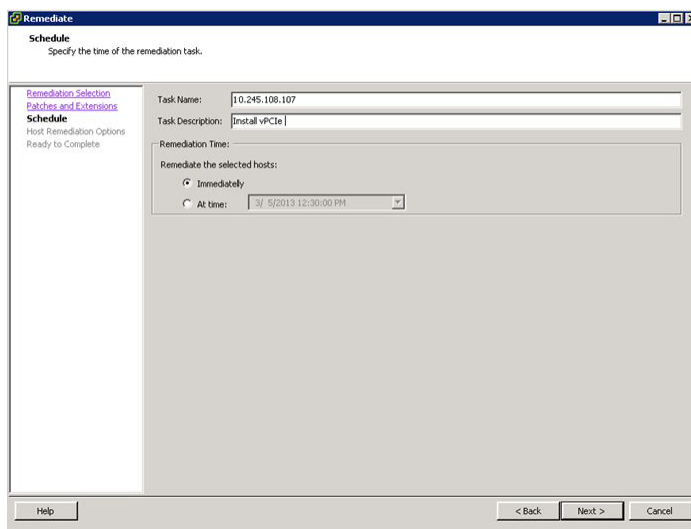 Remediate
Schedule
Specify the time of the remediation task.
Remediation Selection
Patches and Extensions
Schedule
Host Remediation Options
Ready to Complete
Task Name: 10.245.108.107
Task Description: Install vPCIe
Remediation Time:
Remediate the selected hosts:
Immediately
At time: 3/ 5/2013 12:30:00 PM
Help < Back Next > Cancel